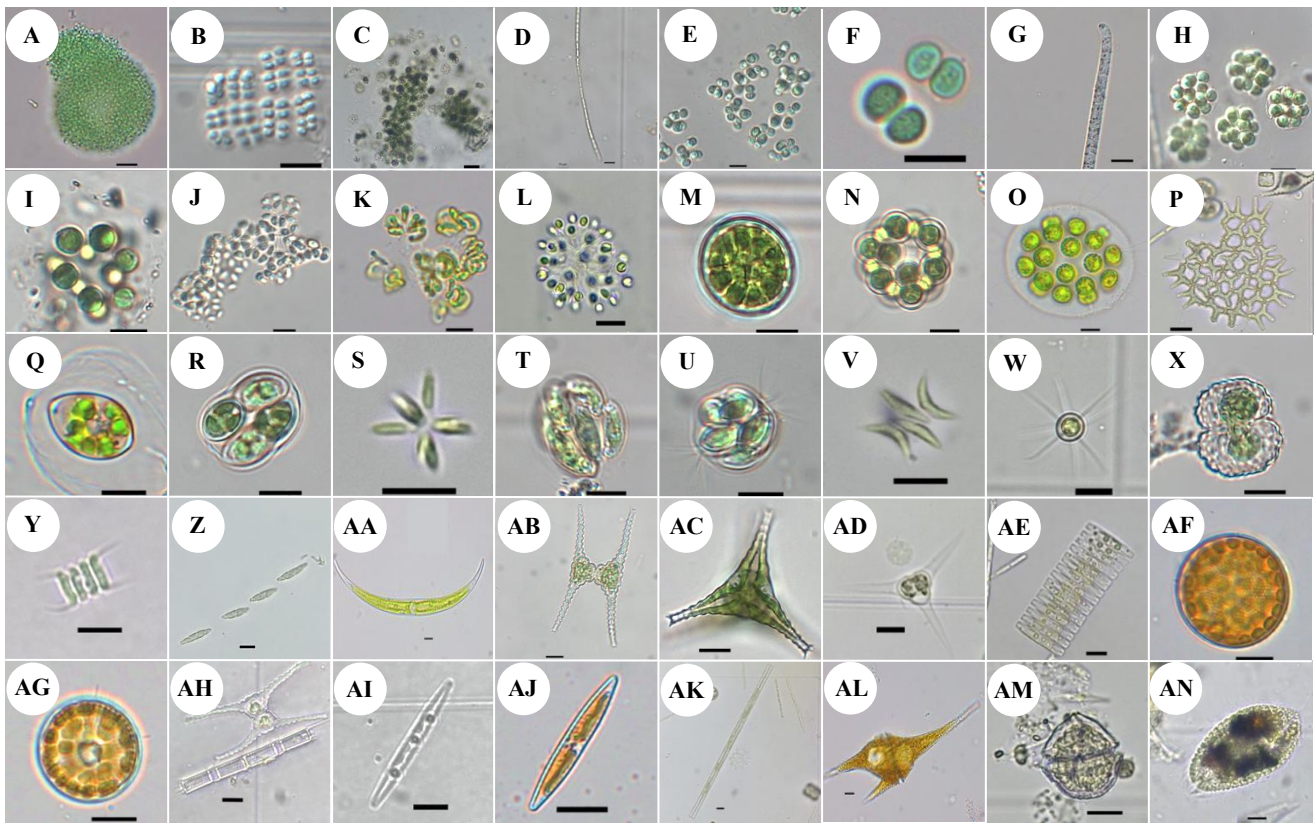 A B C D E F G H
I J K L M N O P
Q R S T U V W X
Y Z AA AB AC AD AE AF
AG AH AI AJ AK AL AM AN